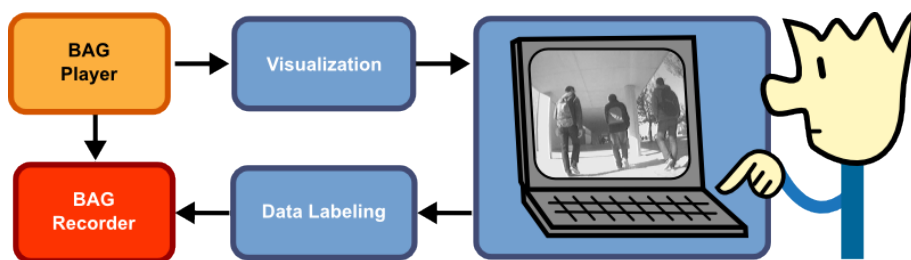 BAG
Player
Visualization
BAG
Recorder
Data Labeling